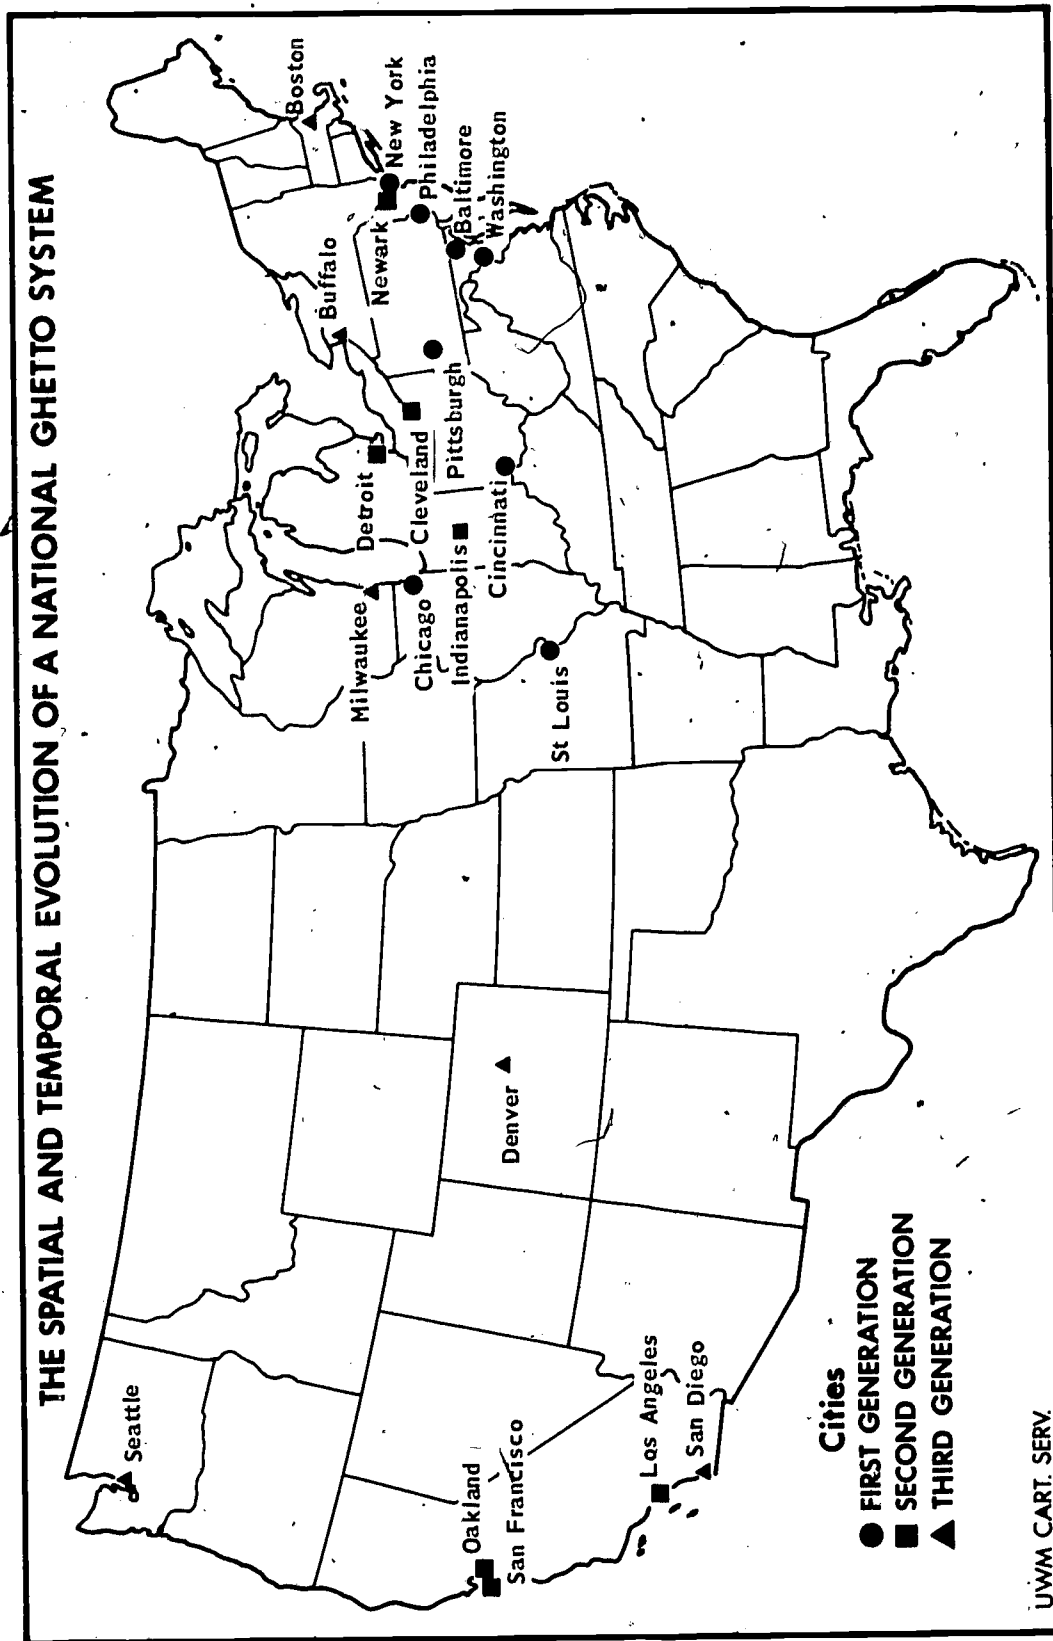 THE SPATIAL AND TEMPORAL EVOLUTION OF A NATIONAL GHETTO SYSTEM
Seattle
Oakland
San Francisco
Los Angeles
San Diego
Denver
Milwaukee
Chicago
Indianapolis
St Louis
Detroit
Cleveland
Cincinnati
Pittsburgh
Buffalo
Newark
New York
Philadelphia
Baltimore
Washington
Boston
Cities
FIRST GENERATION
SECOND GENERATION
THIRD GENERATION
UWM CART. SERV.